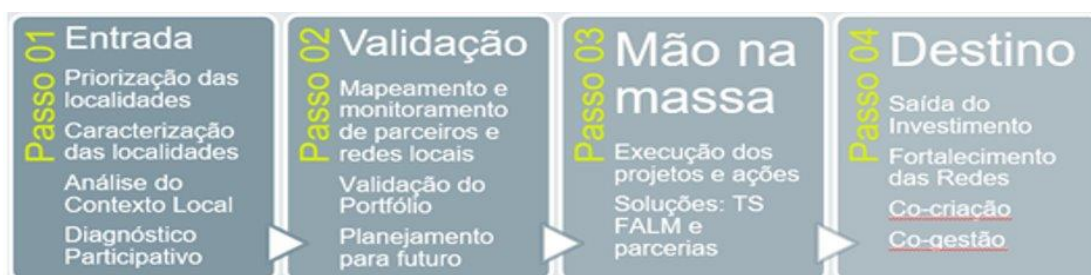 Passo 01
Entrada
Priorização das
localidades
Caracterização
das localidades
Análise do
Contexto Local
Diagnóstico
Participativo
Passo 02
Validação
Mapeamento e
monitoramento
de parceiros e
redes locais
Validação do
Portfólio
Planejamento
para futuro
Passo 03
Mão na
massa
Execução dos
projetos e ações
Soluções: TS
FALM e
parcerias
Passo 04
Destino
Saída do
Investimento
Fortalecimento
das Redes
Co-criação
Co-gestão